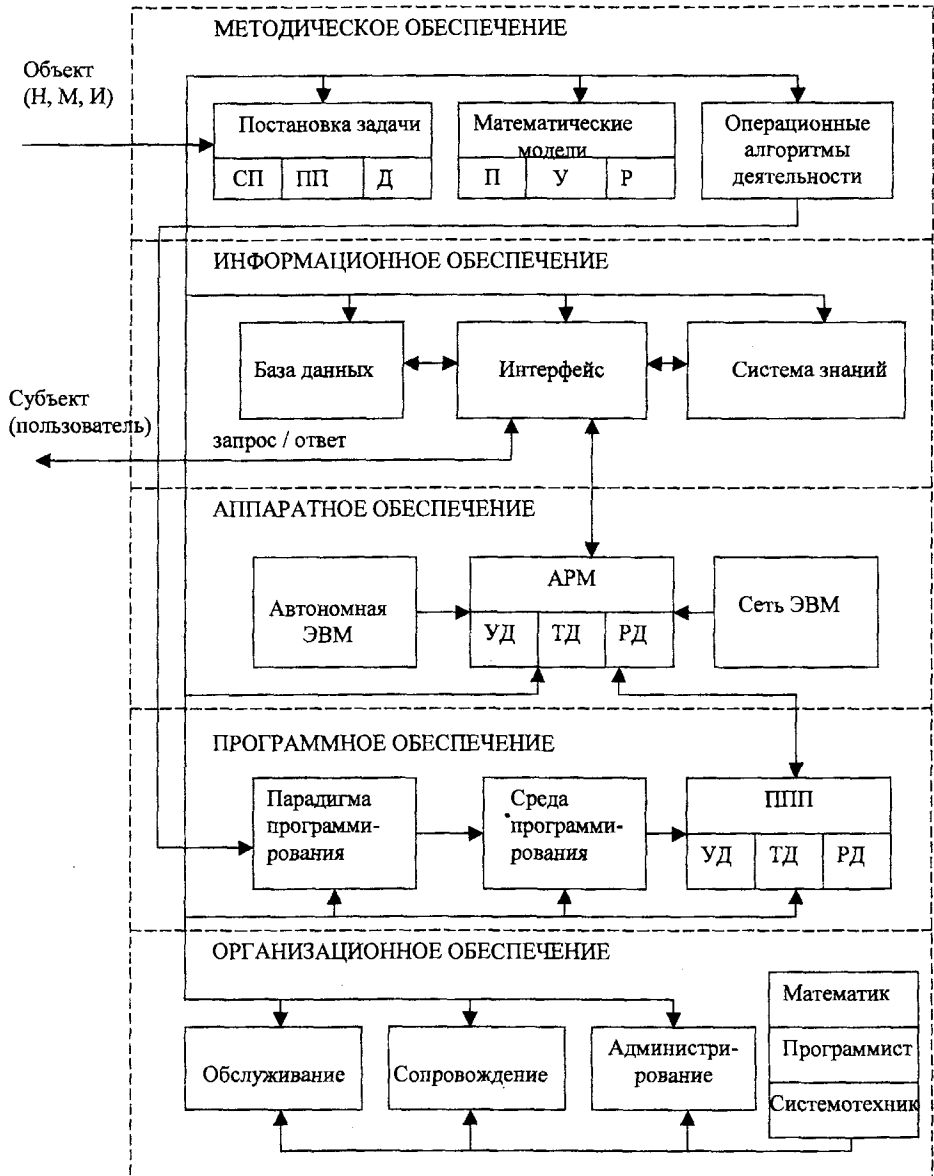 МЕТОДИЧЕСКОЕ ОБЕСПЕЧЕНИЕ
Объект
(Н, М, И)
Постановка задачи
СП ПП Д
Математические
модели
П У Р
Операционные
алгоритмы
деятельности
ИНФОРМАЦИОННОЕ ОБЕСПЕЧЕНИЕ
База данных
Интерфейс
Система знаний
Субъект
(пользователь)
запрос / ответ
АППАРАТНОЕ ОБЕСПЕЧЕНИЕ
Автономная
ЭВМ
АРМ
УД ТД РД
Сеть ЭВМ
ПРОГРАММНОЕ ОБЕСПЕЧЕНИЕ
Парадигма
программи-
рования
Среда
программи-
рования
ППП
УД ТД РД
ОРГАНИЗАЦИОННОЕ ОБЕСПЕЧЕНИЕ
Обслуживание
Сопровождение
Администри-
рование
Математик
Программист
Системотехник